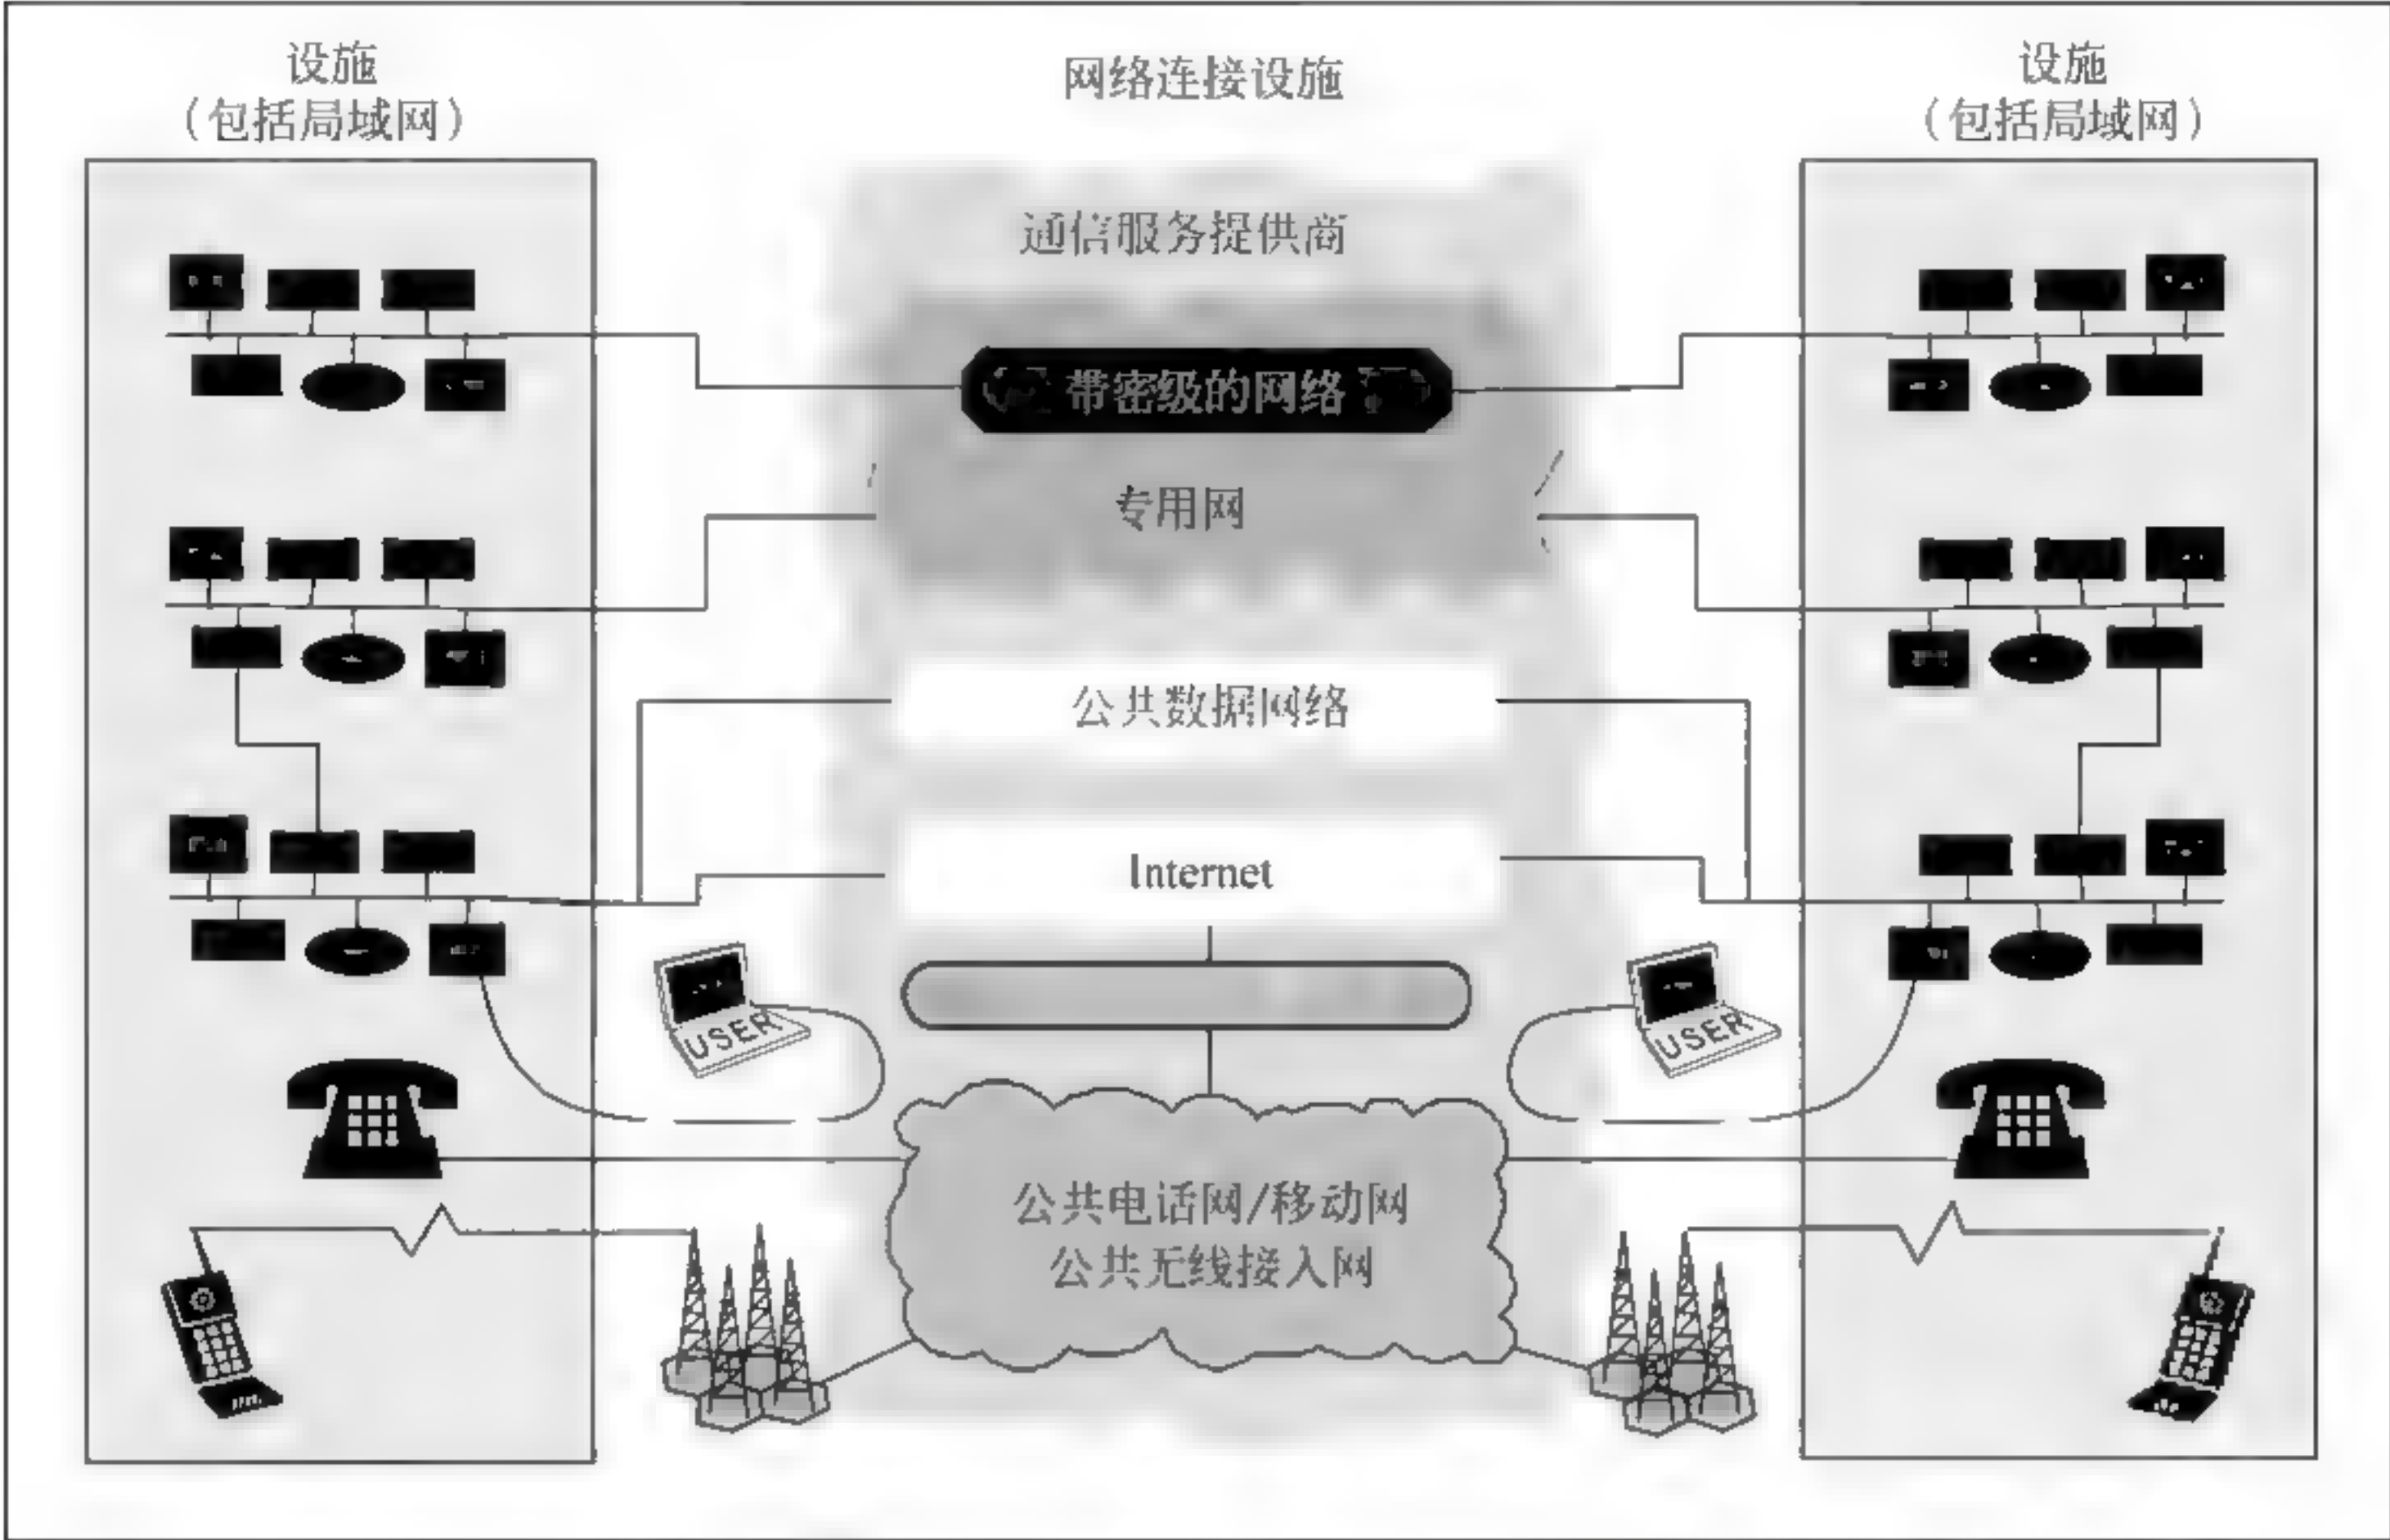 设施
(包括局域网)
网络连接设施
设施
(包括局域网)
通信服务提供商
带密级的网络
专用网
公共数据网络
Internet
USER
USER
公共电话网/移动网
公共无线接入网